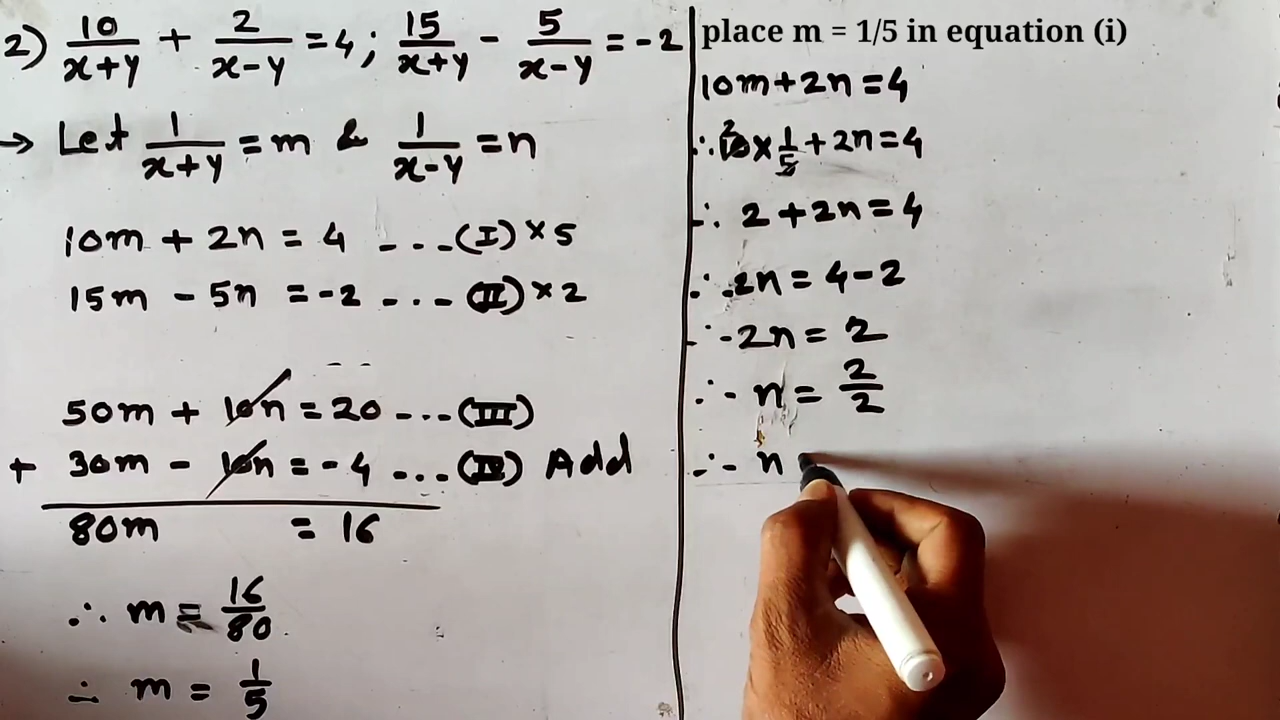 2) 10/(x+y) + 2/(x-y) = 4 ; 15/(x+y) - 5/(x-y) = -2
→ Let 1/(x+y) = m & 1/(x-y) = n
10m + 2n = 4 ---(I) ×5
15m - 5n = -2 ---(II) ×2
50m + 10n = 20 ---(III)
+ 30m - 10n = -4 ---(IV) Add
80m = 16
∴ m = 16/80
∴ m = 1/5
place m = 1/5 in equation (i)
10m+2n=4
∴ 10 2 × 1/5 + 2n = 4
∴ 2 + 2n = 4
∴ 2n = 4-2
∴ 2n = 2
∴ n = 2/2
∴ n